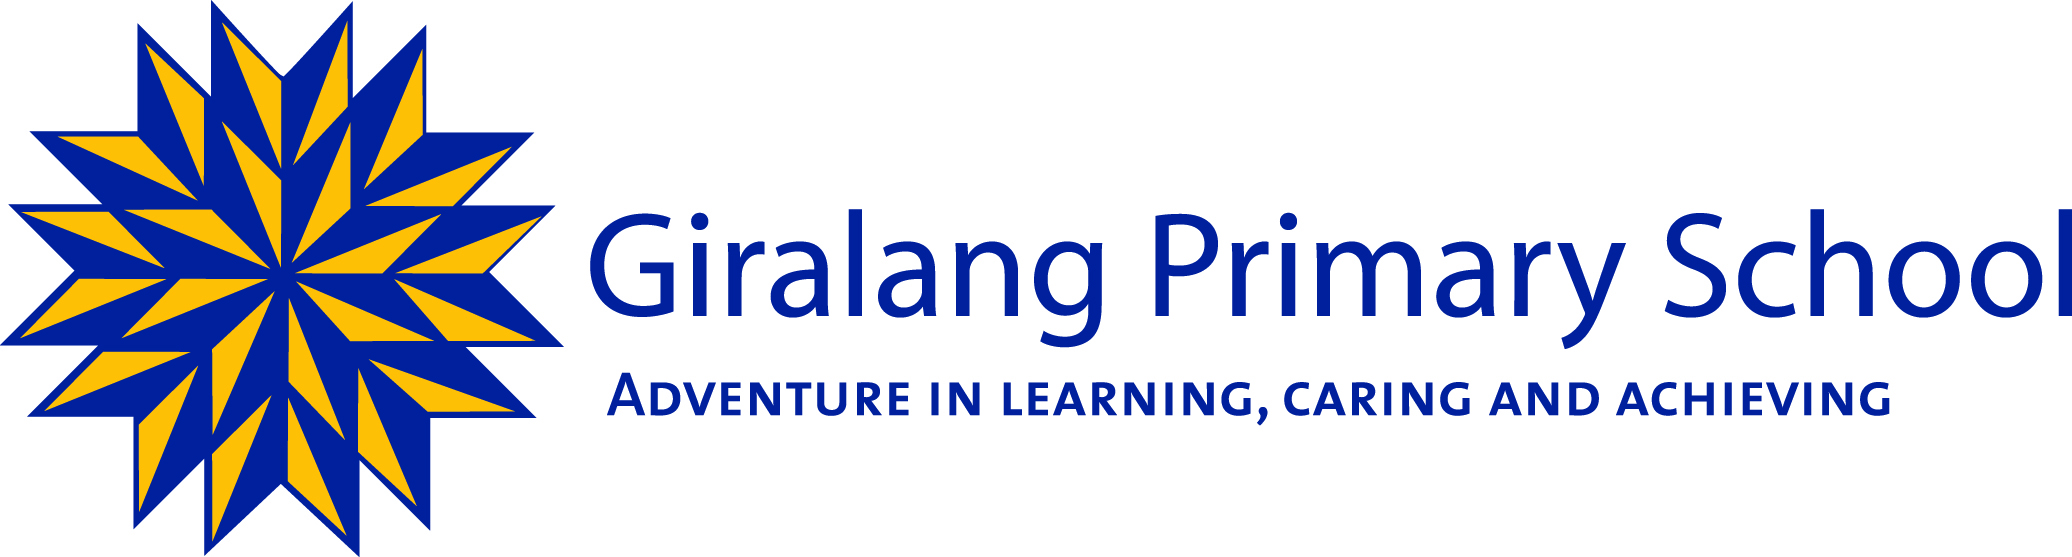 Giralang Primary School
Adventure in learning, caring and achieving